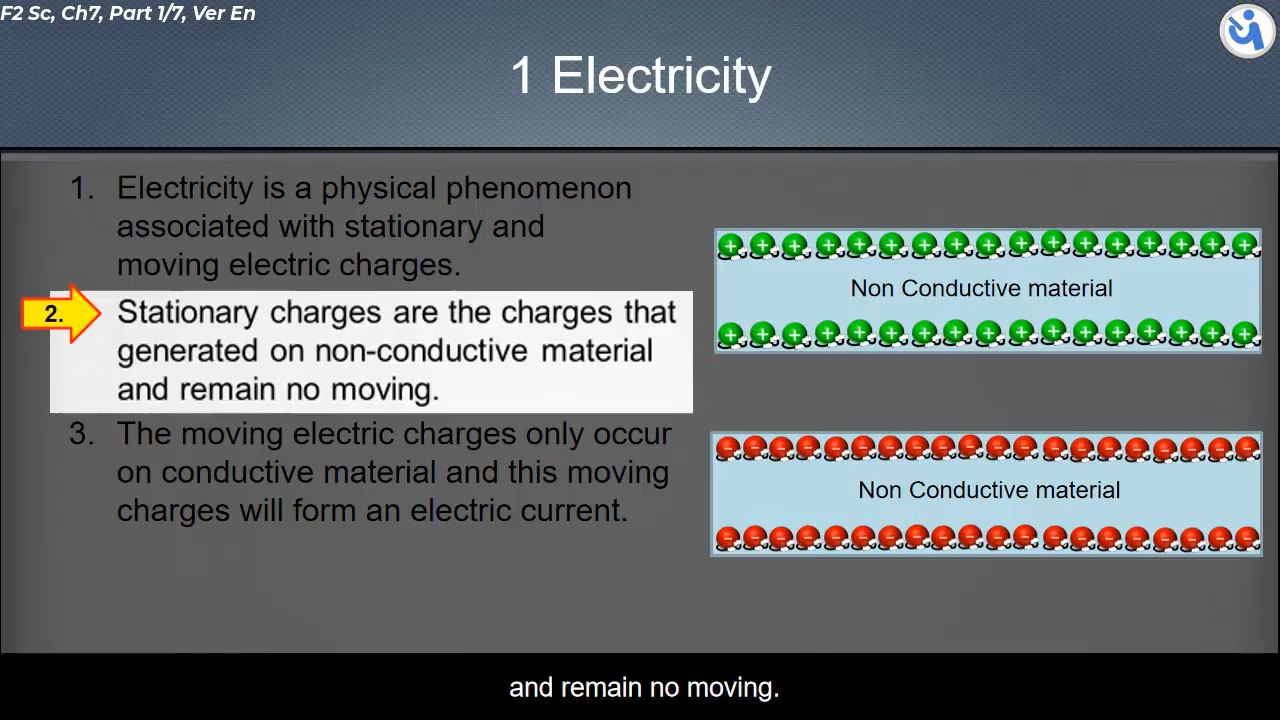 F2 Sc, Ch7, Part 1/7, Ver En
1 Electricity
1. Electricity is a physical phenomenon
associated with stationary and
moving electric charges.
2. Stationary charges are the charges that
generated on non-conductive material
and remain no moving.
3. The moving electric charges only occur
on conductive material and this moving
charges will form an electric current.
Non Conductive material
Non Conductive material
and remain no moving.